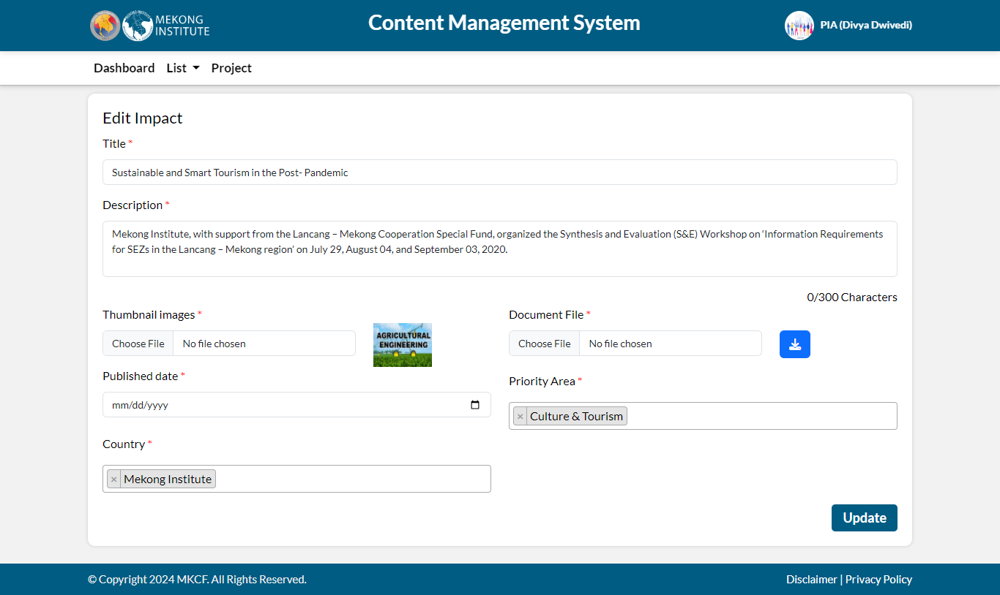 MEKONG INSTITUTE
MEKONG
INSTITUTE
Content Management System
PIA (Divya Dwivedi)
Dashboard List Project
Edit Impact
Title *
Sustainable and Smart Tourism in the Post- Pandemic
Description *
Mekong Institute, with support from the Lancang – Mekong Cooperation Special Fund, organized the Synthesis and Evaluation (S&E) Workshop on ‘Information Requirements
for SEZs in the Lancang – Mekong region’ on July 29, August 04, and September 03, 2020.
0/300 Characters
Thumbnail images *
Choose File No file chosen
AGRICULTURAL
ENGINEERING
Document File *
Choose File No file chosen
Published date *
mm/dd/yyyy
Priority Area *
× Culture & Tourism
Country *
× Mekong Institute
Update
© Copyright 2024 MKCF. All Rights Reserved.
Disclaimer | Privacy Policy